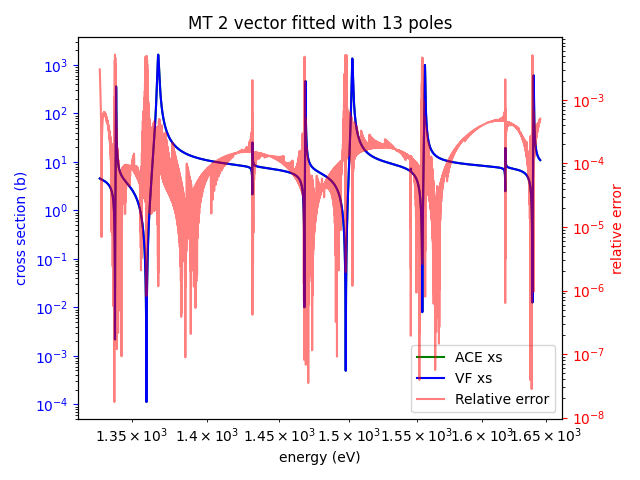 MT 2 vector fitted with 13 poles
10³
10²
10¹
10⁰
10⁻¹
10⁻²
10⁻³
10⁻⁴
cross section (b)
10⁻³
10⁻⁴
10⁻⁵
10⁻⁶
10⁻⁷
10⁻⁸
relative error
ACE xs
VF xs
Relative error
1.35×10³ 1.4×10³ 1.45×10³ 1.5×10³ 1.55×10³ 1.6×10³ 1.65×10³
energy (eV)